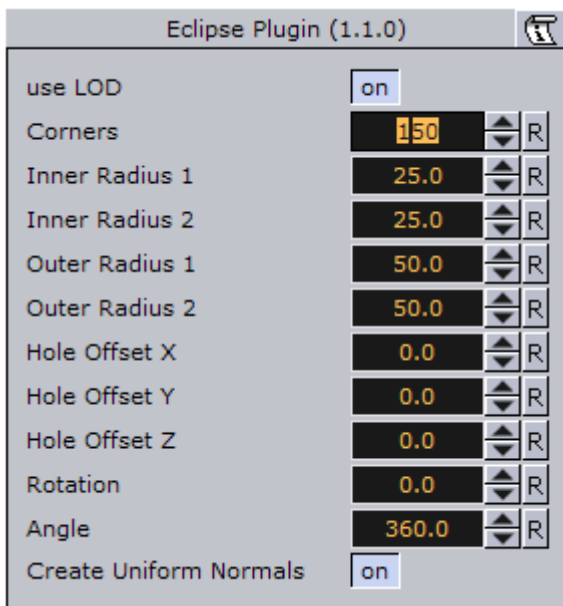 Eclipse Plugin (1.1.0)
use LOD on
Corners 150 R
Inner Radius 1 25.0 R
Inner Radius 2 25.0 R
Outer Radius 1 50.0 R
Outer Radius 2 50.0 R
Hole Offset X 0.0 R
Hole Offset Y 0.0 R
Hole Offset Z 0.0 R
Rotation 0.0 R
Angle 360.0 R
Create Uniform Normals on